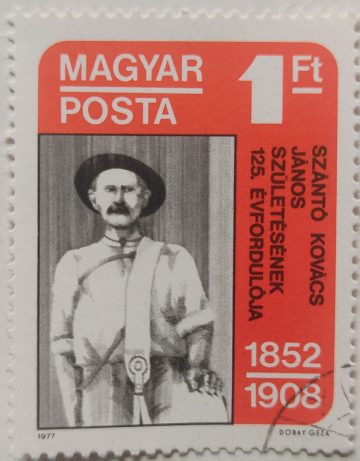 MAGYAR
POSTA
1 Ft
SZÁNTÓ KOVÁCS
JÁNOS
SZÜLETÉSÉNEK
125. ÉVFORDULÓJA
1852
1908
1977
DOBAY GÉZA